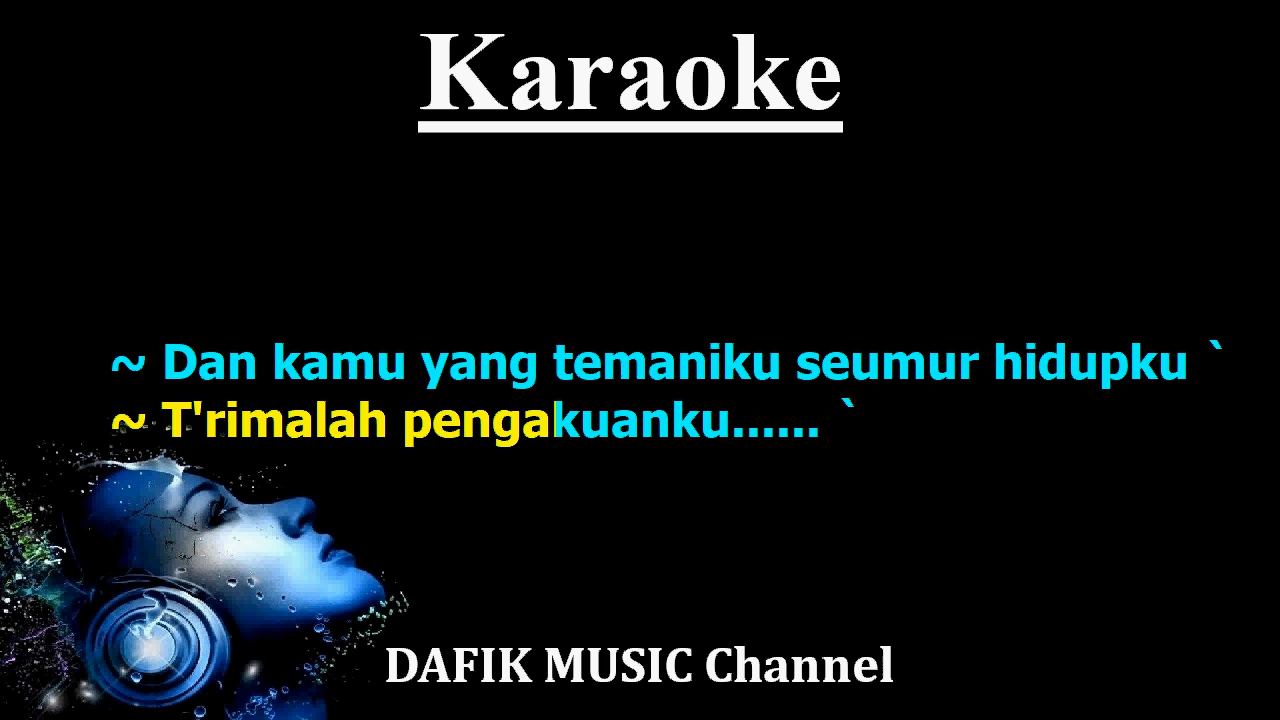 Karaoke
~ Dan kamu yang temaniku seumur hidupku `
~ T'rimalah pengakuanku...... `
DAFIK MUSIC Channel